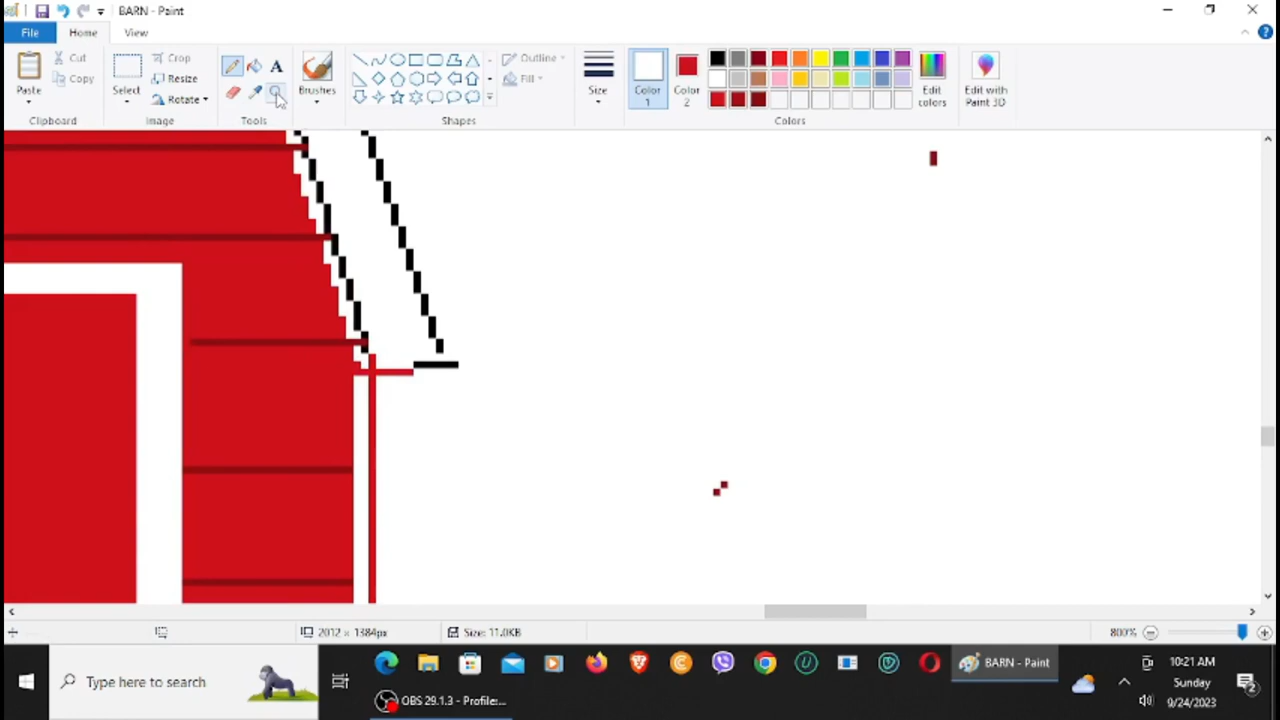 BARN - Paint
File
Home
View
Cut
Copy
Paste
Crop
Resize
Rotate
Select
Brushes
Outline
Fill
Size
Color 1
Color 2
Edit colors
Edit with Paint 3D
Clipboard
Image
Tools
Shapes
Colors
2012 × 1384px
Size: 11.0KB
800%
Type here to search
BARN - Paint
OBS 29.1.3 - Profile:...
10:21 AM
Sunday
9/24/2023
2